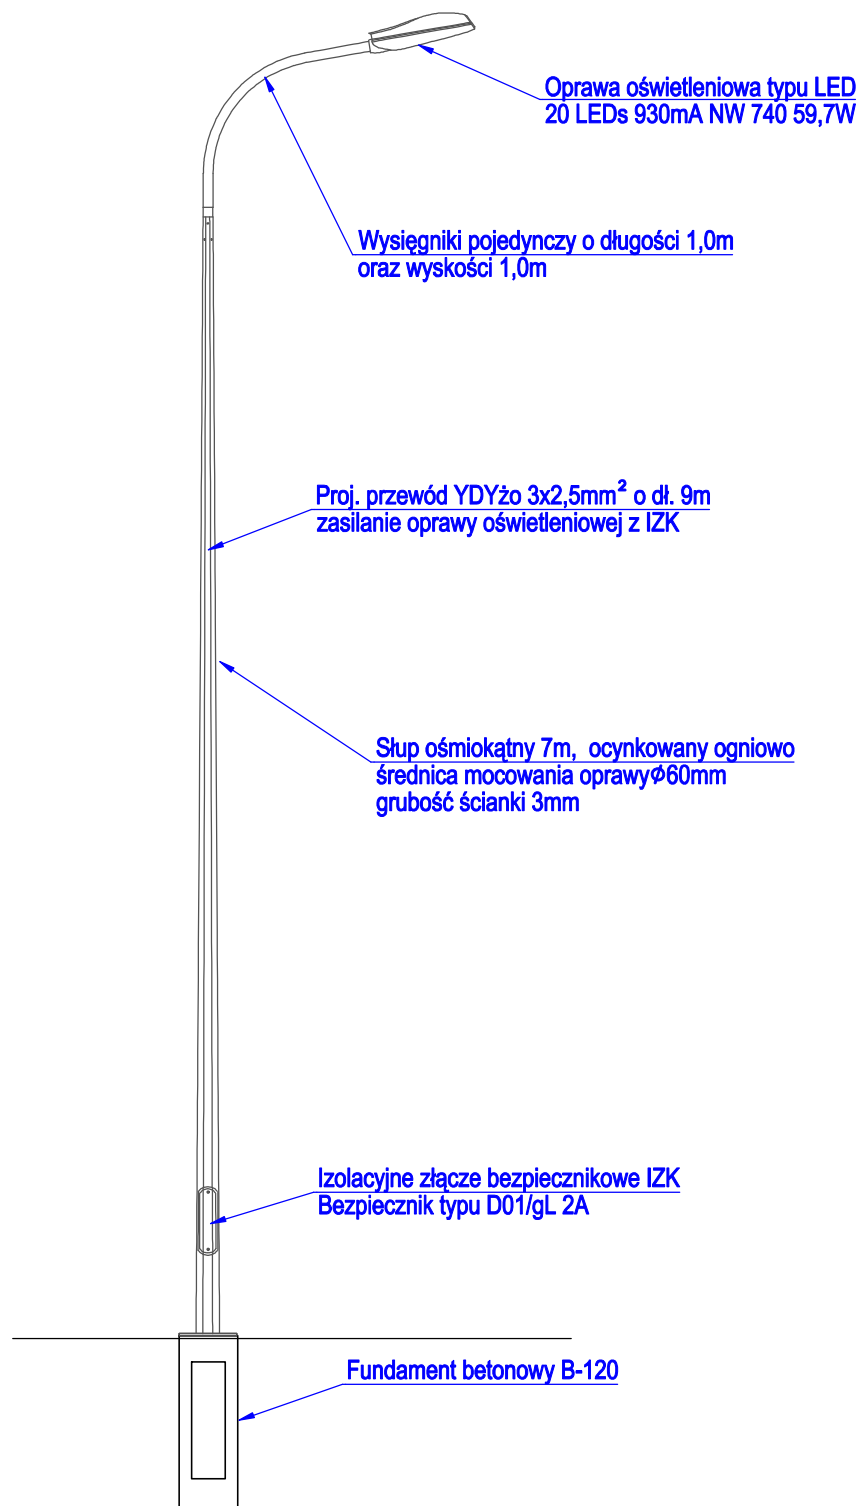 Oprawa oświetleniowa typu LED
20 LEDs 930mA NW 740 59,7W
Wysięgniki pojedynczy o długości 1,0m
oraz wyskości 1,0m
Proj. przewód YDYżo 3x2,5mm² o dł. 9m
zasilanie oprawy oświetleniowej z IZK
Słup ośmiokątny 7m, ocynkowany ogniowo
średnica mocowania oprawyφ60mm
grubość ścianki 3mm
Izolacyjne złącze bezpiecznikowe IZK
Bezpiecznik typu D01/gL 2A
Fundament betonowy B-120